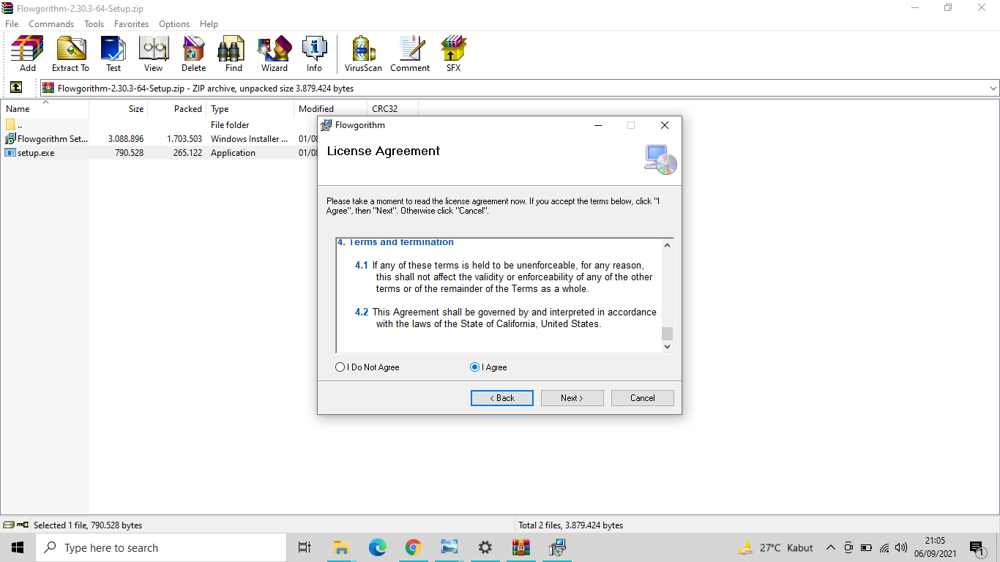 Flowgorithm-2.30.3-64-Setup.zip
File Commands Tools Favorites Options Help
Add Extract To Test View Delete Find Wizard Info VirusScan Comment SFX
Flowgorithm-2.30.3-64-Setup.zip - ZIP archive, unpacked size 3.879.424 bytes
Name Size Packed Type Modified CRC32
.. File folder
Flowgorithm Set... 3.088.896 1.703.503 Windows Installer ... 01/08
setup.exe 790.528 265.122 Application 01/08
Flowgorithm
License Agreement
Please take a moment to read the license agreement now. If you accept the terms below, click "I
Agree", then "Next". Otherwise click "Cancel".
4. Terms and termination
4.1 If any of these terms is held to be unenforceable, for any reason,
this shall not affect the validity or enforceability of any of the other
terms or of the remainder of the Terms as a whole.
4.2 This Agreement shall be governed by and interpreted in accordance
with the laws of the State of California, United States.
I Do Not Agree I Agree
< Back Next > Cancel
Selected 1 file, 790.528 bytes Total 2 files, 3.879.424 bytes
Type here to search 27°C Kabut 21:05
06/09/2021 1